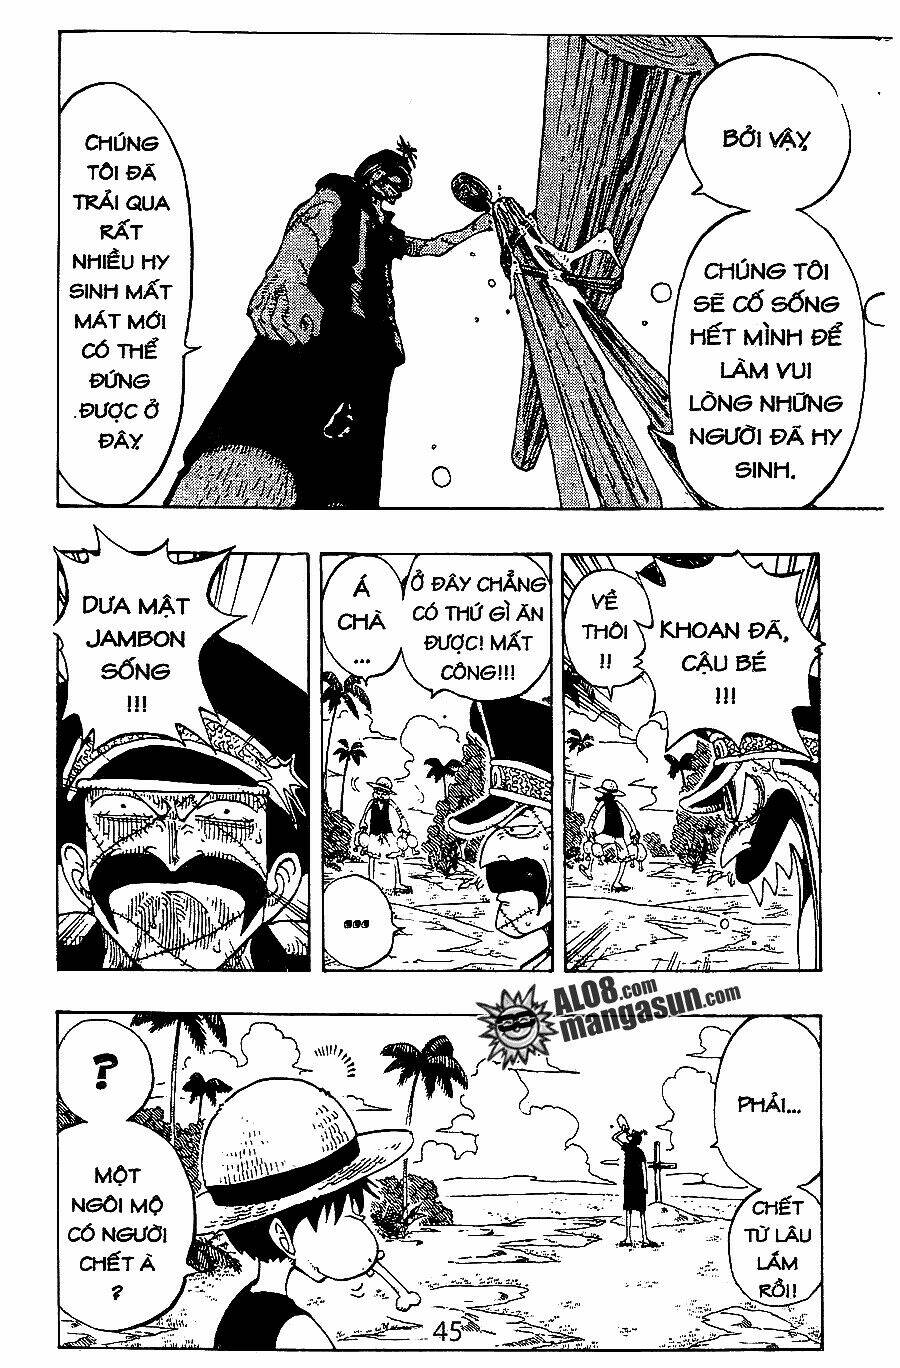 BỞI VẬY,
CHÚNG TÔI
SẼ CỐ SỐNG
HẾT MÌNH ĐỂ
LÀM VUI
LÒNG NHỮNG
NGƯỜI ĐÃ HY
SINH.
CHÚNG
TÔI ĐÃ
TRẢI QUA
RẤT
NHIỀU HY
SINH MẤT
MÁT MỚI
CÓ THỂ
ĐỨNG
ĐƯỢC Ở
ĐÂY.
KHOAN ĐÃ,
CẬU BÉ
!!!
VỀ
THÔI
!!
Ở ĐÂY CHẲNG
CÓ THỨ GÌ ĂN
ĐƯỢC! MẤT
CÔNG!!!
Á
CHÀ
...
...
DƯA MẬT
JAMBON
SỐNG
!!!
AL08.com
mangasun.com
PHẢI...
CHẾT
TỪ LÂU
LẮM
RỒI!
?
MỘT
NGÔI MỘ
CÓ NGƯỜI
CHẾT À
?
45